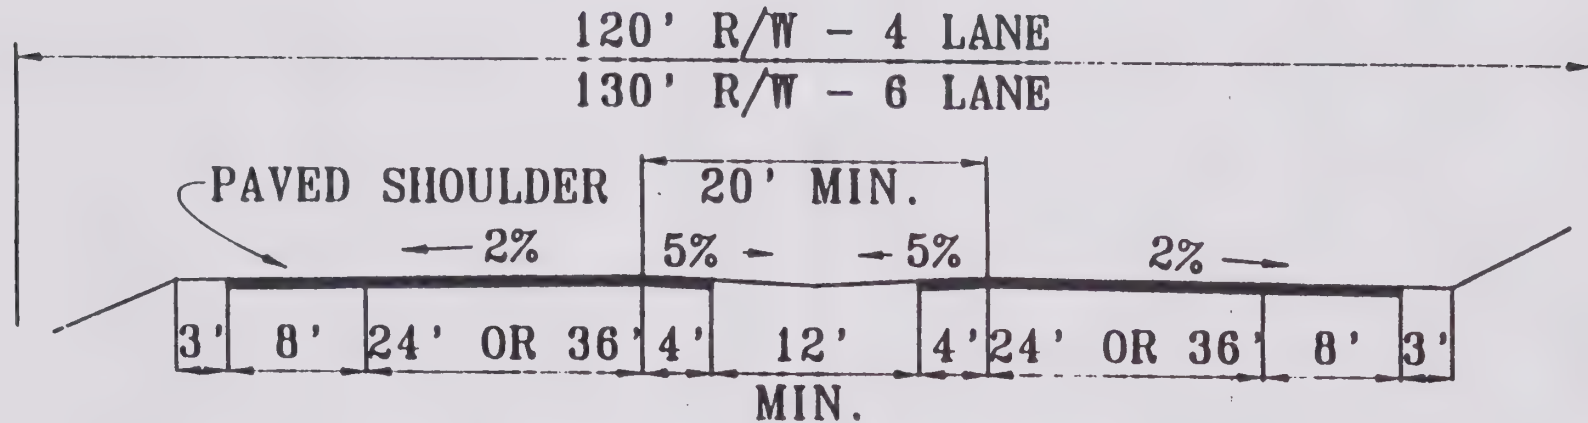 120' R/W - 4 LANE
130' R/W - 6 LANE
PAVED SHOULDER
20' MIN.
2% 5% 5% 2%
3' 8' 24' OR 36' 4' 12' 4' 24' OR 36' 8' 3'
MIN.